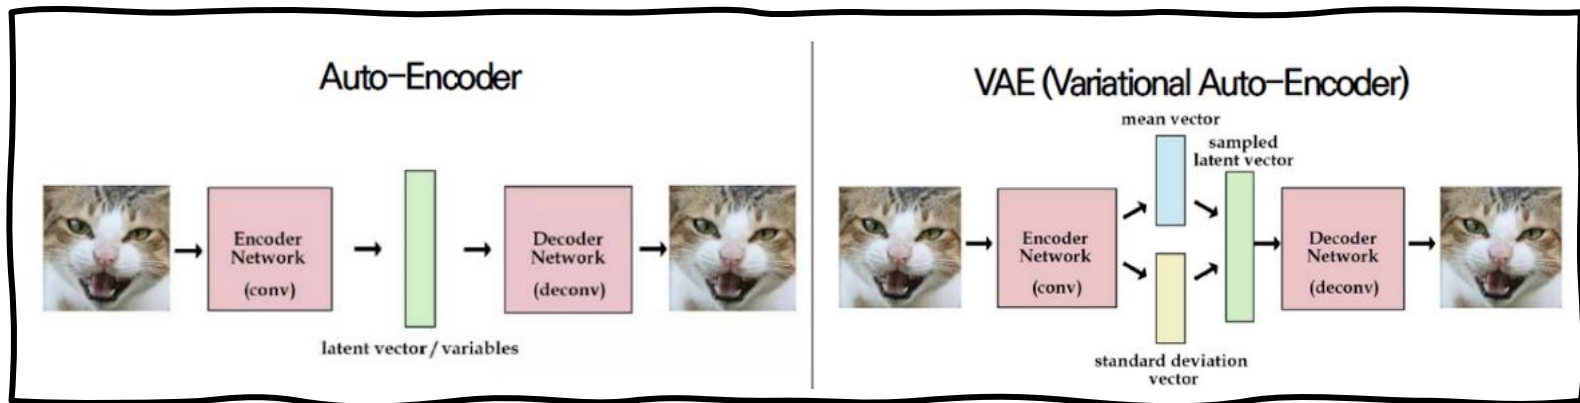 Auto-Encoder
Encoder
Network
(conv)
latent vector / variables
Decoder
Network
(deconv)
VAE (Variational Auto-Encoder)
Encoder
Network
(conv)
mean vector
standard deviation
vector
sampled
latent vector
Decoder
Network
(deconv)